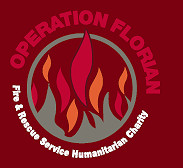 OPERATION FLORIAN
Fire & Rescue Service Humanitarian Charity